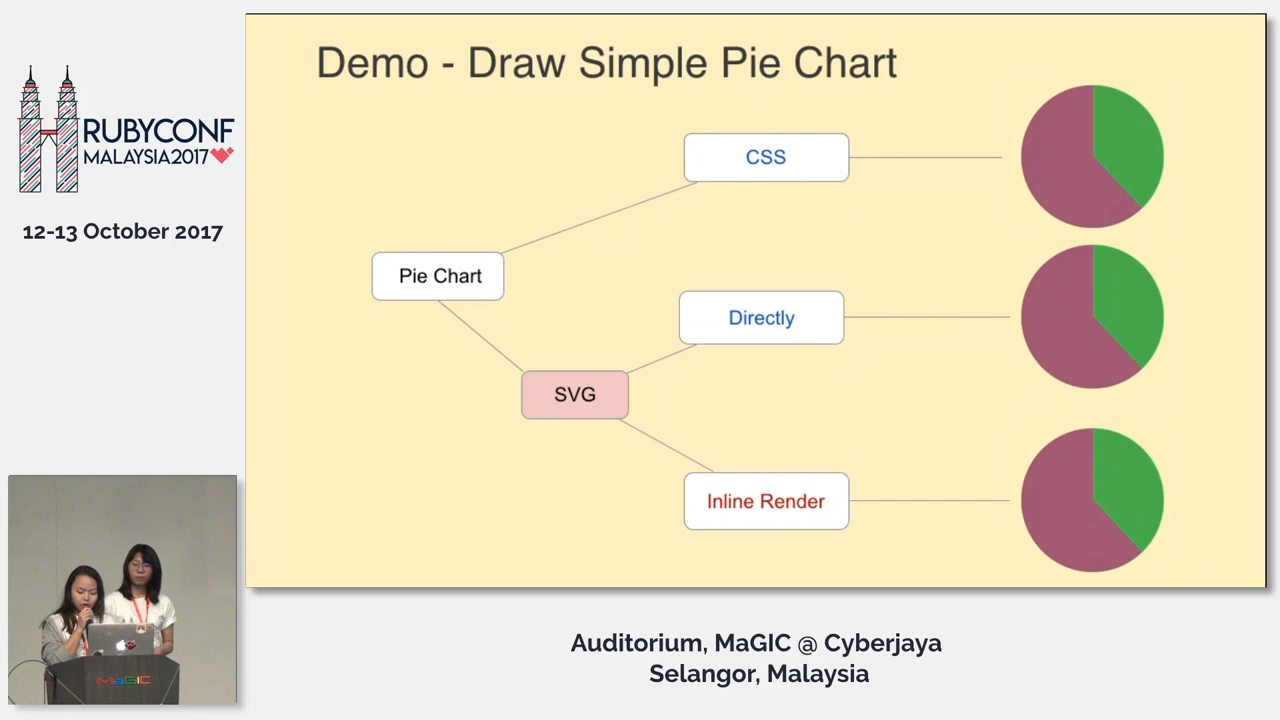 RUBYCONF
MALAYSIA2017
12-13 October 2017
Demo - Draw Simple Pie Chart
CSS
Pie Chart
Directly
SVG
Inline Render
MaGIC
Auditorium, MaGIC @ Cyberjaya
Selangor, Malaysia